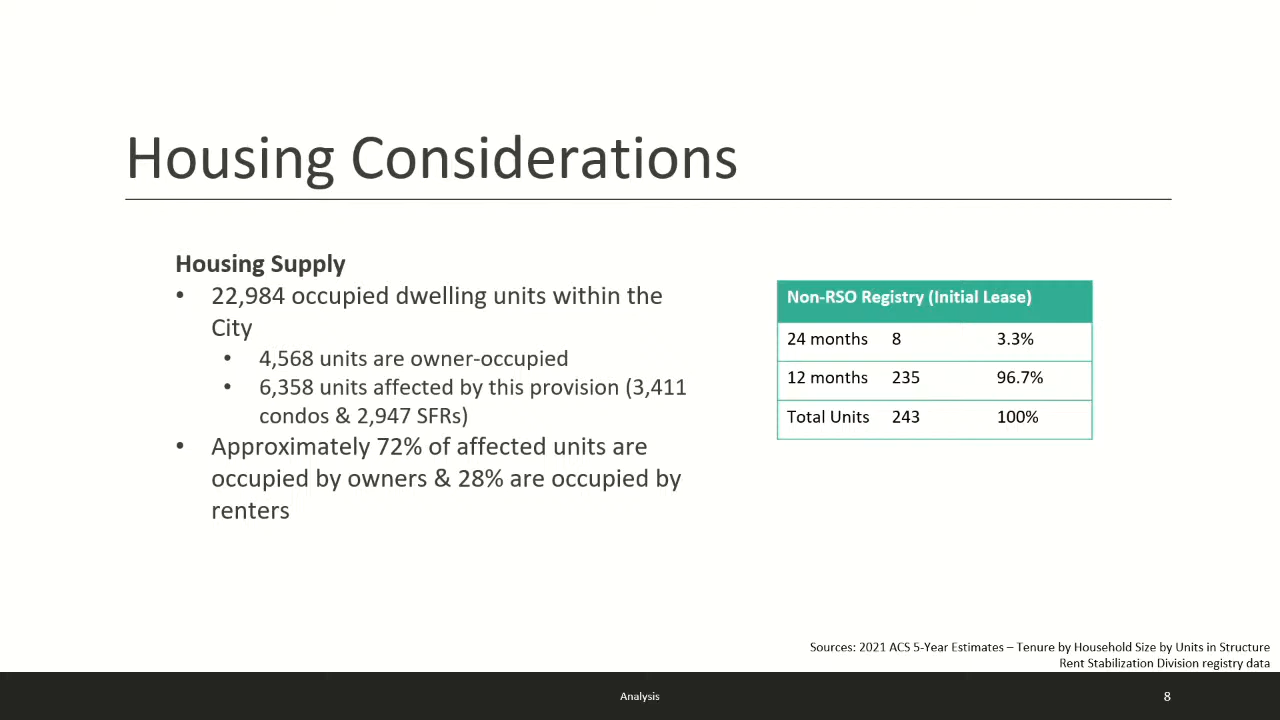 Housing Considerations
Housing Supply
• 22,984 occupied dwelling units within the
City
• 4,568 units are owner-occupied
• 6,358 units affected by this provision (3,411
condos & 2,947 SFRs)
• Approximately 72% of affected units are
occupied by owners & 28% are occupied by
renters
Non-RSO Registry (Initial Lease)
24 months 8 3.3%
12 months 235 96.7%
Total Units 243 100%
Sources: 2021 ACS 5-Year Estimates – Tenure by Household Size by Units in Structure
Rent Stabilization Division registry data
Analysis 8